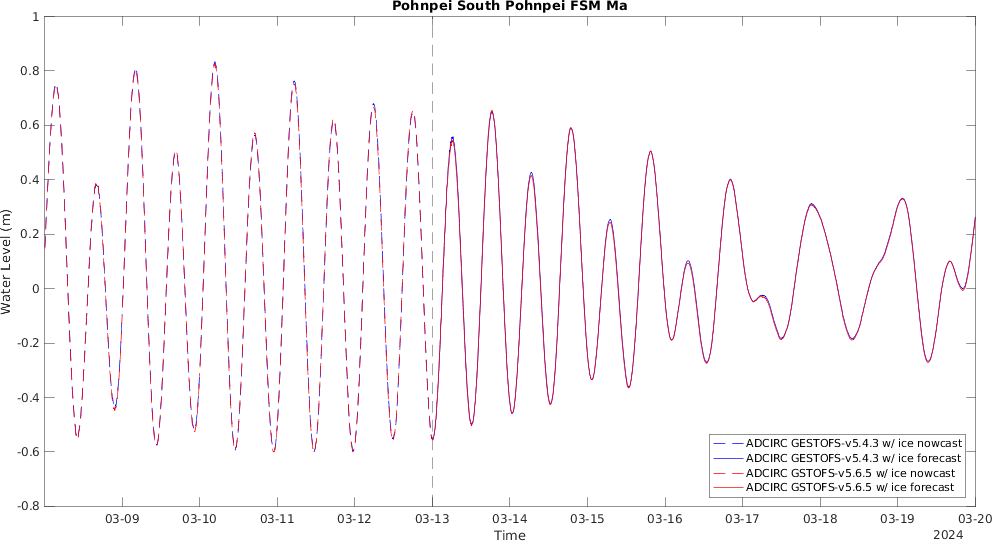 Pohnpei South Pohnpei FSM Ma
Water Level (m)
1
0.8
0.6
0.4
0.2
0
-0.2
-0.4
-0.6
-0.8
ADCIRC GESTOFS-v5.4.3 w/ ice nowcast
ADCIRC GESTOFS-v5.4.3 w/ ice forecast
ADCIRC GSTOFS-v5.6.5 w/ ice nowcast
ADCIRC GSTOFS-v5.6.5 w/ ice forecast
03-09 03-10 03-11 03-12 03-13 03-14 03-15 03-16 03-17 03-18 03-19 03-20
Time
2024